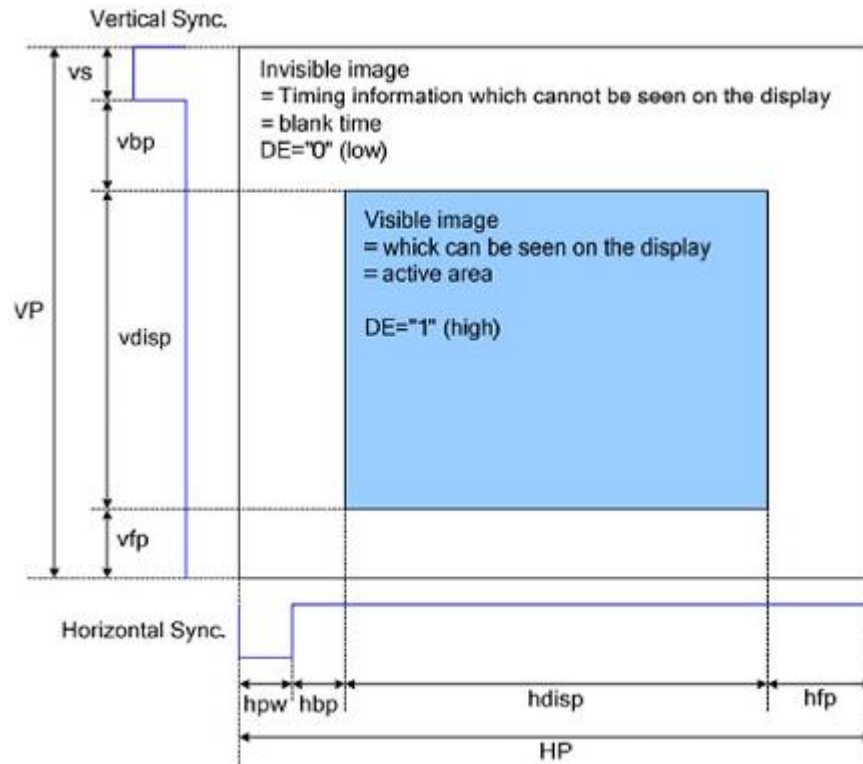 Vertical Sync.
vs
Invisible image
= Timing information which cannot be seen on the display
= blank time
DE="0" (low)
vbp
Visible image
= whick can be seen on the display
= active area
DE="1" (high)
VP
vdisp
vfp
Horizontal Sync.
hpw
hbp
hdisp
hfp
HP